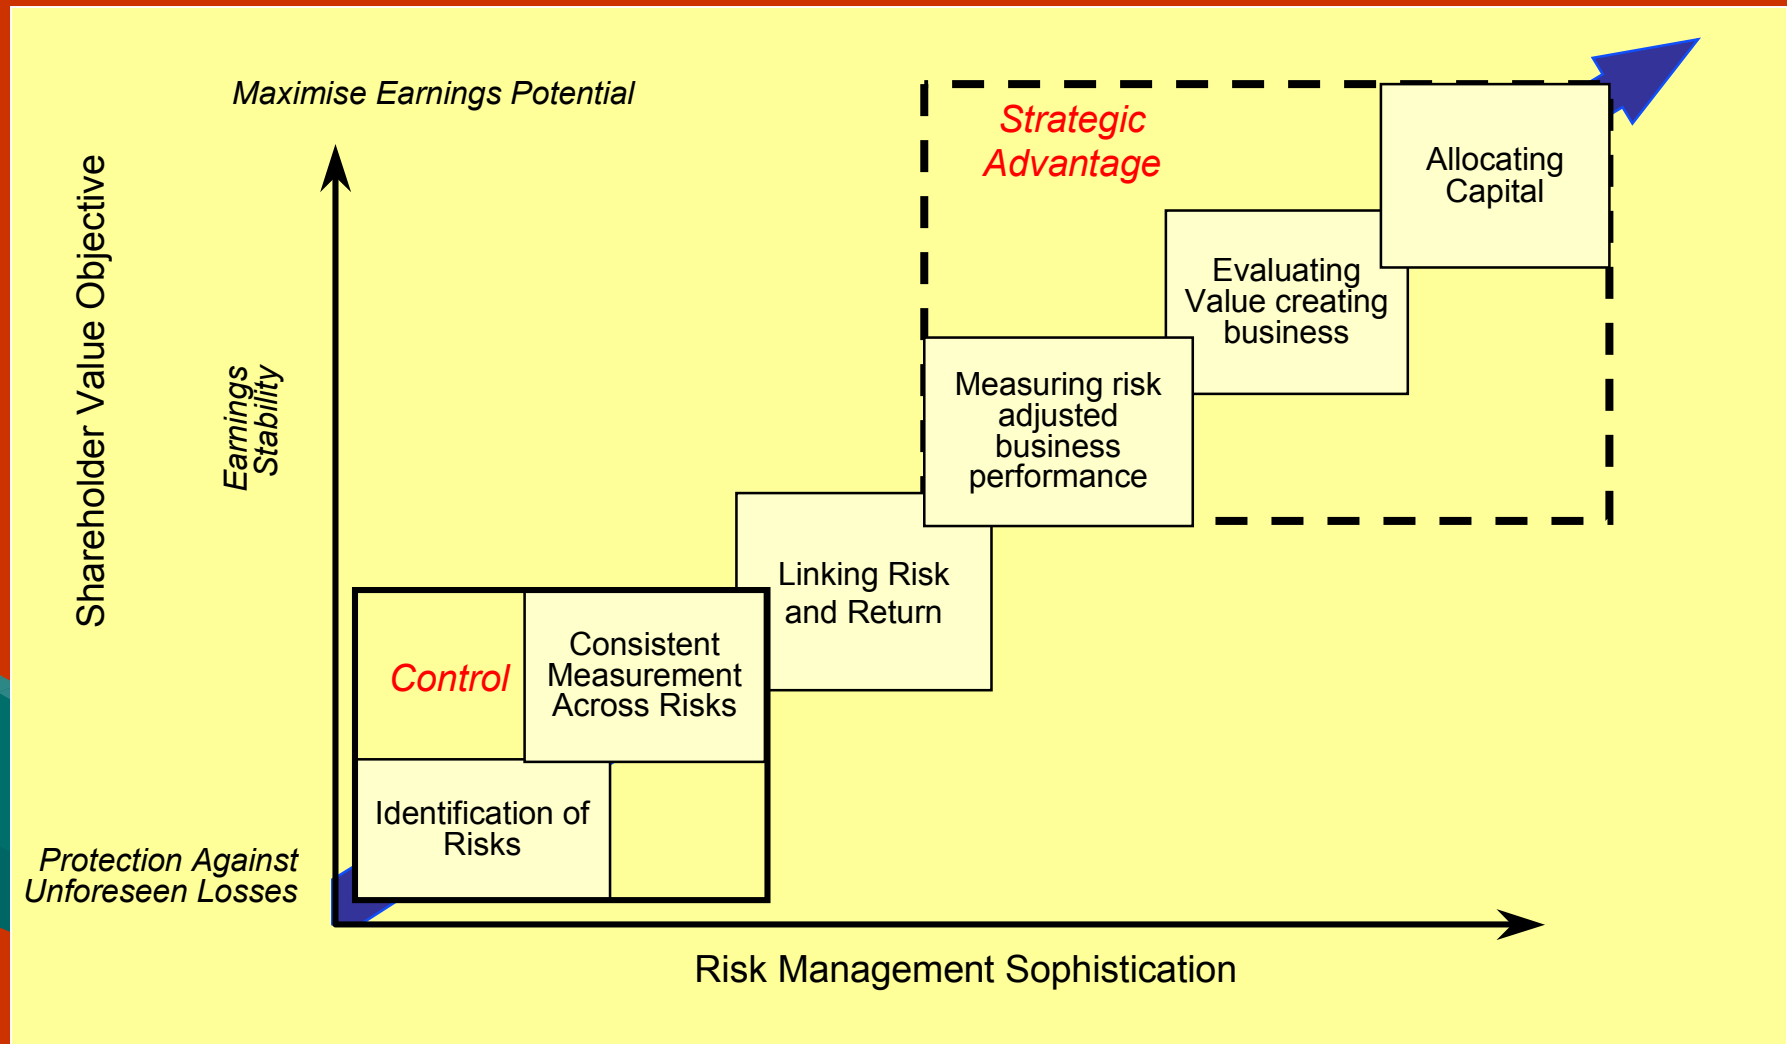 Maximise Earnings Potential
Strategic
Advantage
Allocating
Capital
Shareholder Value Objective
Evaluating
Value creating
business
Earnings
Stability
Measuring risk
adjusted
business
performance
Linking Risk
and Return
Control
Consistent
Measurement
Across Risks
Identification of
Risks
Protection Against
Unforeseen Losses
Risk Management Sophistication